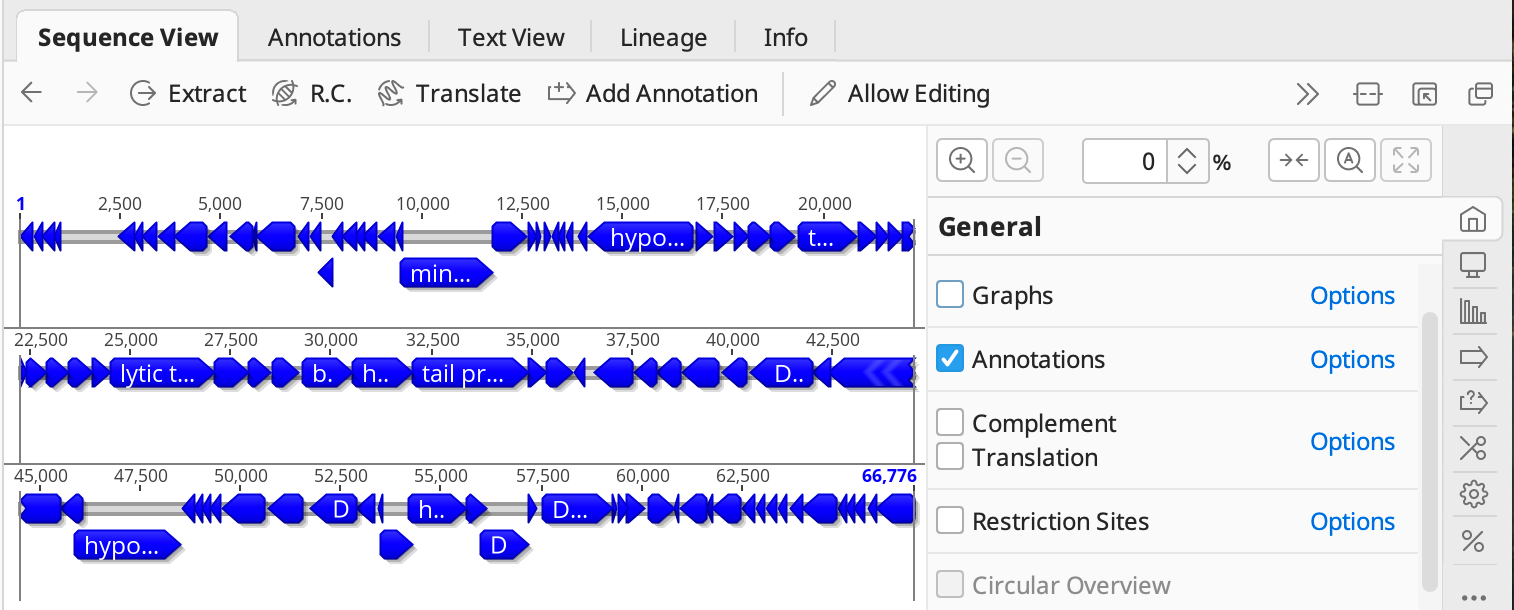 Sequence View Annotations Text View Lineage Info
Extract R.C. Translate Add Annotation Allow Editing
0 %
1 2,500 5,000 7,500 10,000 12,500 15,000 17,500 20,000
hypo... t...
min...
General
Graphs Options
22,500 25,000 27,500 30,000 32,500 35,000 37,500 40,000 42,500
lytic t... b. h.. tail pr... D..
Annotations Options
Complement
Translation Options
45,000 47,500 50,000 52,500 55,000 57,500 60,000 62,500 66,776
D h.. D...
hypo... D
Restriction Sites Options
Circular Overview